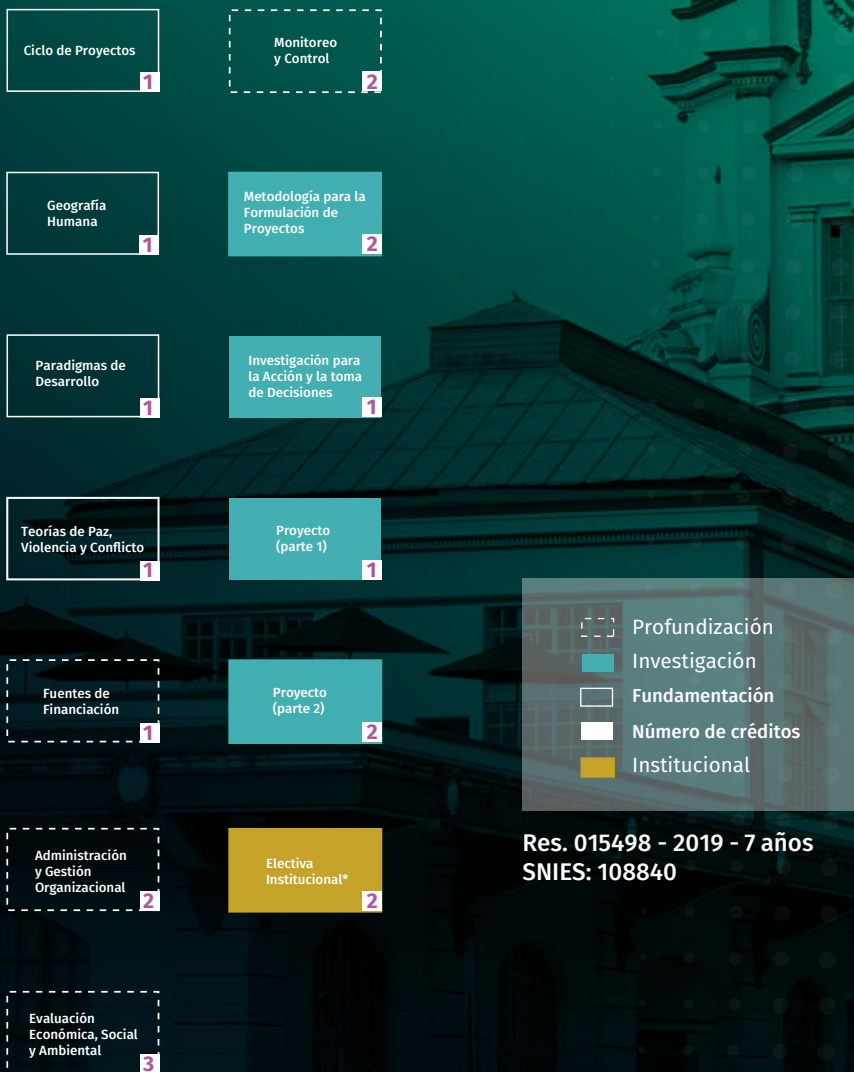 Ciclo de Proyectos
1
Geografía
Humana
1
Paradigmas de
Desarrollo
1
Teorías de Paz,
Violencia y Conflicto
1
Fuentes de
Financiación
1
Administración
y Gestión
Organizacional
2
Evaluación
Económica, Social
y Ambiental
3
Monitoreo
y Control
2
Metodología para la
Formulación de
Proyectos
2
Investigación para
la Acción y la toma
de Decisiones
1
Proyecto
(parte 1)
1
Proyecto
(parte 2)
2
Electiva
Institucional*
2
Profundización
Investigación
Fundamentación
Número de créditos
Institucional
Res. 015498 - 2019 - 7 años
SNIES: 108840